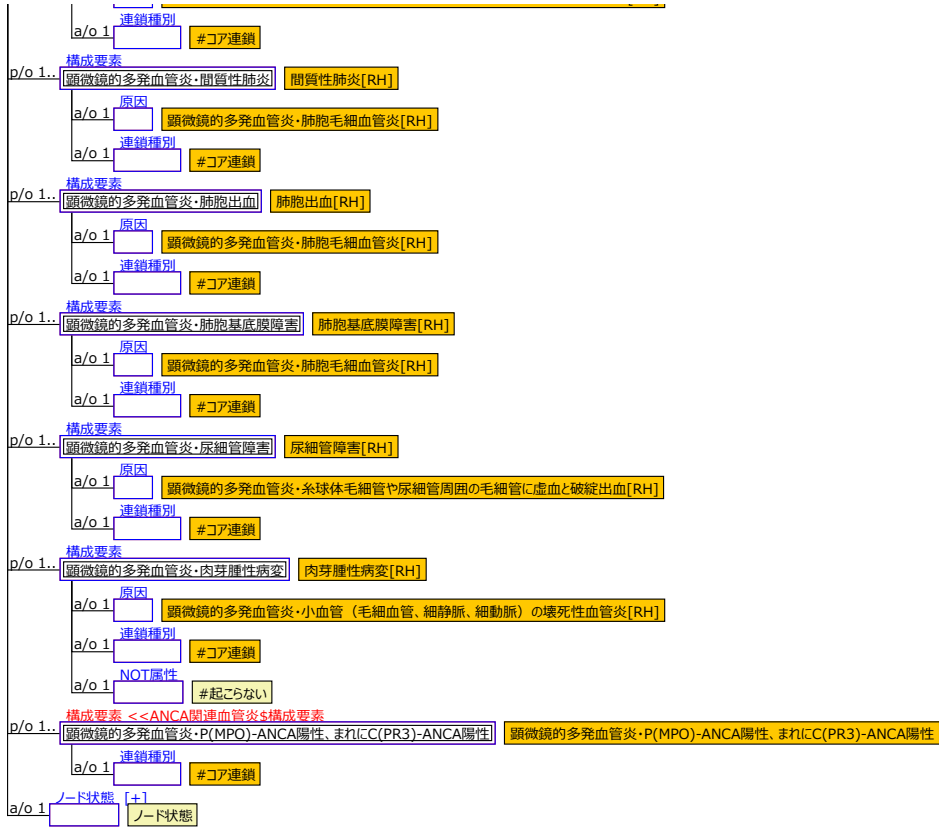 連鎖種別
a/o 1 #コア連鎖
構成要素
p/o 1.. 顕微鏡的多発血管炎・間質性肺炎 間質性肺炎[RH]
原因
a/o 1 顕微鏡的多発血管炎・肺胞毛細血管炎[RH]
連鎖種別
a/o 1 #コア連鎖
構成要素
p/o 1.. 顕微鏡的多発血管炎・肺胞出血 肺胞出血[RH]
原因
a/o 1 顕微鏡的多発血管炎・肺胞毛細血管炎[RH]
連鎖種別
a/o 1 #コア連鎖
構成要素
p/o 1.. 顕微鏡的多発血管炎・肺胞基底膜障害 肺胞基底膜障害[RH]
原因
a/o 1 顕微鏡的多発血管炎・肺胞毛細血管炎[RH]
連鎖種別
a/o 1 #コア連鎖
構成要素
p/o 1.. 顕微鏡的多発血管炎・尿細管障害 尿細管障害[RH]
原因
a/o 1 顕微鏡的多発血管炎・糸球体毛細管や尿細管周囲の毛細管に虚血と破綻出血[RH]
連鎖種別
a/o 1 #コア連鎖
構成要素
p/o 1.. 顕微鏡的多発血管炎・肉芽腫性病変 肉芽腫性病変[RH]
原因
a/o 1 顕微鏡的多発血管炎・小血管（毛細血管、細静脈、細動脈）の壊死性血管炎[RH]
連鎖種別
a/o 1 #コア連鎖
NOT属性
a/o 1 #起こらない
構成要素 <<ANCA関連血管炎$構成要素
p/o 1.. 顕微鏡的多発血管炎・P(MPO)-ANCA陽性、まれにC(PR3)-ANCA陽性 顕微鏡的多発血管炎・P(MPO)-ANCA陽性、まれにC(PR3)-ANCA陽性
連鎖種別
a/o 1 #コア連鎖
ノード状態 [+]
a/o 1 ノード状態